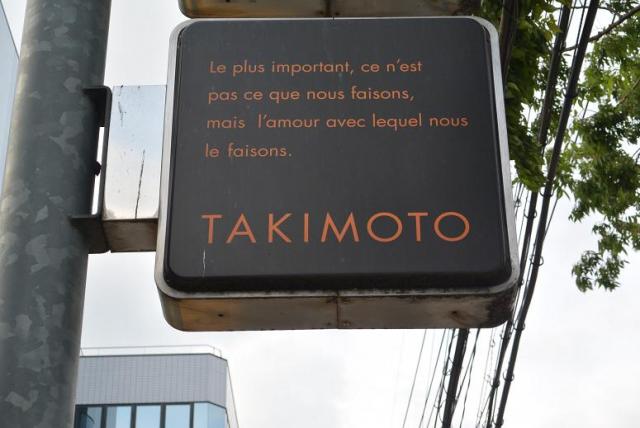 Le plus important, ce n'est
pas ce que nous faisons,
mais l'amour avec lequel nous
le faisons.
TAKIMOTO